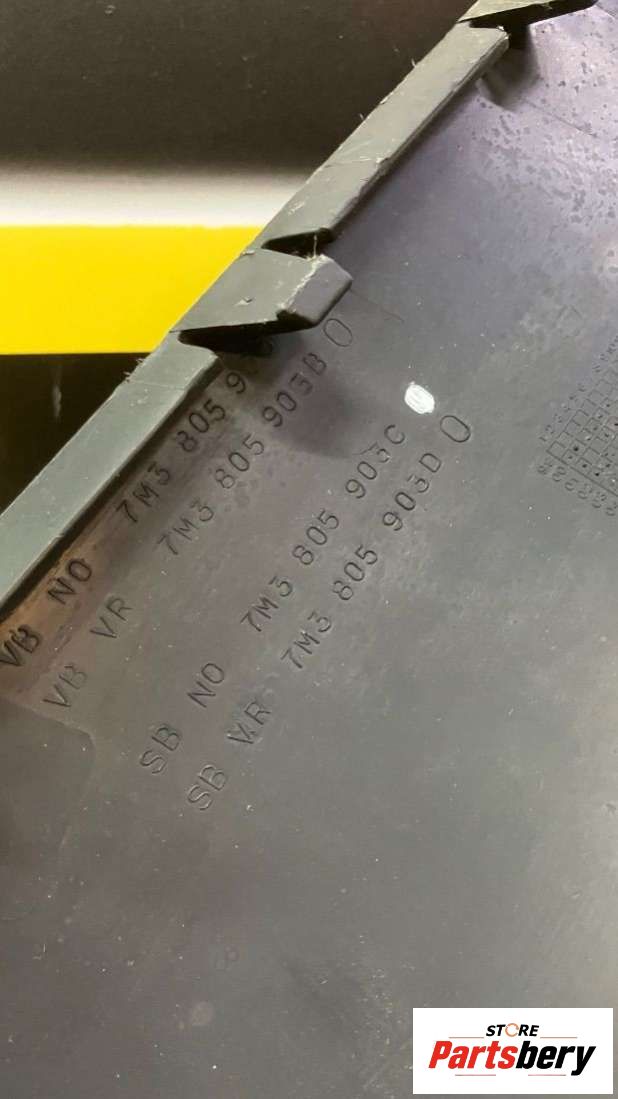 VB NO 7M3 805
VB VR 7M3 805 903B
SB NO 7M3 805 903C
SB VR 7M3 805 903D
STORE
Partsbery